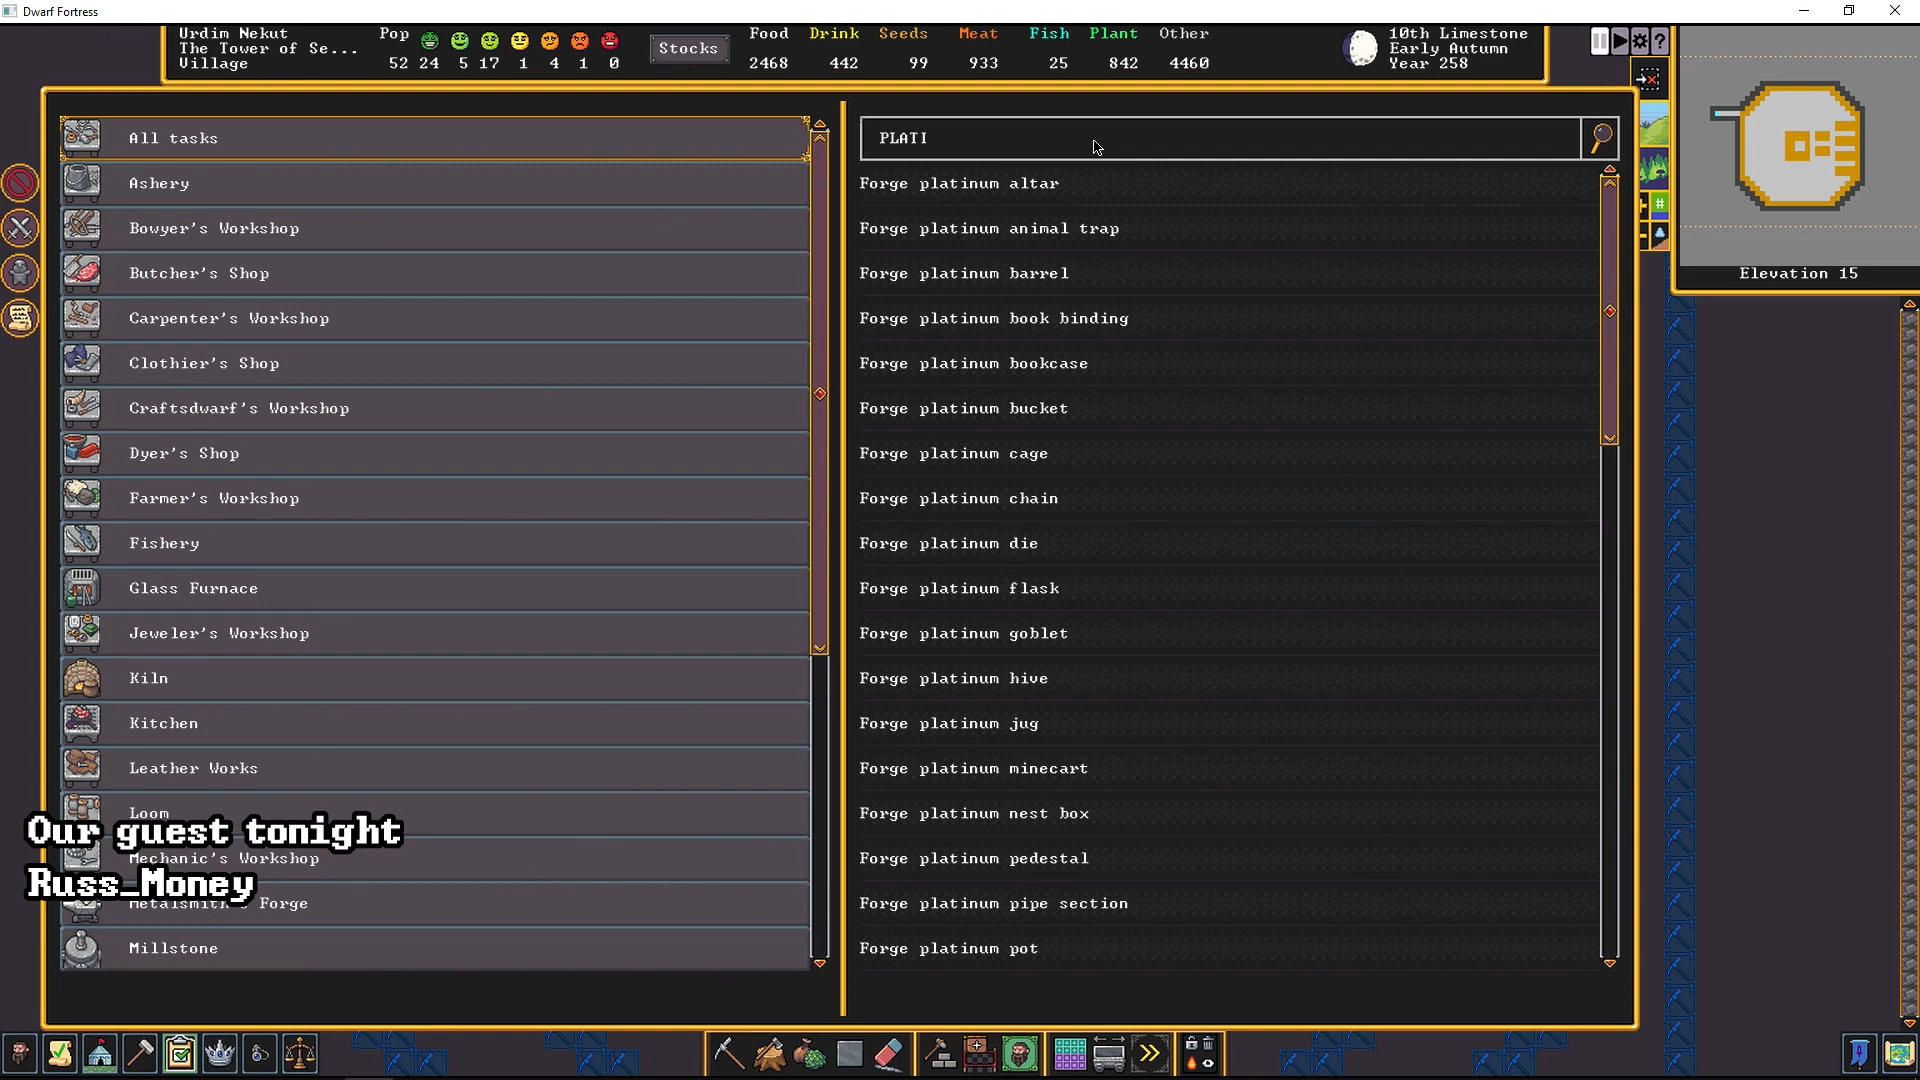 Dwarf Fortress
Urdim Nekut
The Tower of Se...
Village
Pop
52 24 5 17 1 4 1 0
Stocks
Food Drink Seeds Meat Fish Plant Other
2468 442 99 933 25 842 4460
10th Limestone
Early Autumn
Year 258
Elevation 15
All tasks
Ashery
Bowyer's Workshop
Butcher's Shop
Carpenter's Workshop
Clothier's Shop
Craftsdwarf's Workshop
Dyer's Shop
Farmer's Workshop
Fishery
Glass Furnace
Jeweler's Workshop
Kiln
Kitchen
Leather Works
Loom
Our guest tonight
Mechanic's Workshop
Russ_Money
Metalsmith's Forge
Millstone
PLATI
Forge platinum altar
Forge platinum animal trap
Forge platinum barrel
Forge platinum book binding
Forge platinum bookcase
Forge platinum bucket
Forge platinum cage
Forge platinum chain
Forge platinum die
Forge platinum flask
Forge platinum goblet
Forge platinum hive
Forge platinum jug
Forge platinum minecart
Forge platinum nest box
Forge platinum pedestal
Forge platinum pipe section
Forge platinum pot